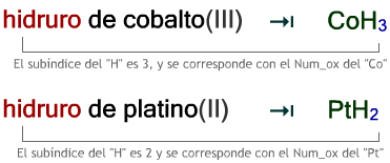 hidruro de cobalto(III) → CoH₃
El subíndice del "H" es 3, y se corresponde con el Num_ox del "Co"
hidruro de platino(II) → PtH₂
El subíndice del "H" es 2 y se corresponde con el Num_ox del "Pt"